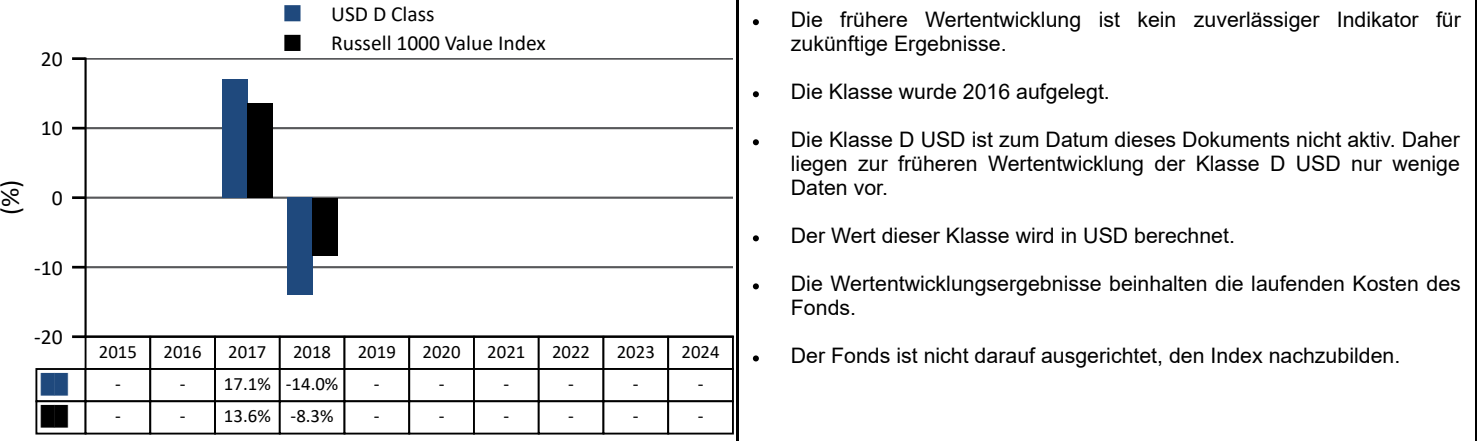 USD D Class
Russell 1000 Value Index
20
10
0
-10
-20
(%)
2015 2016 2017 2018 2019 2020 2021 2022 2023 2024
- - 17.1% -14.0% - - - - - -
- - 13.6% -8.3% - - - - - -
• Die frühere Wertentwicklung ist kein zuverlässiger Indikator für
zukünftige Ergebnisse.
• Die Klasse wurde 2016 aufgelegt.
• Die Klasse D USD ist zum Datum dieses Dokuments nicht aktiv. Daher
liegen zur früheren Wertentwicklung der Klasse D USD nur wenige
Daten vor.
• Der Wert dieser Klasse wird in USD berechnet.
• Die Wertentwicklungsergebnisse beinhalten die laufenden Kosten des
Fonds.
• Der Fonds ist nicht darauf ausgerichtet, den Index nachzubilden.